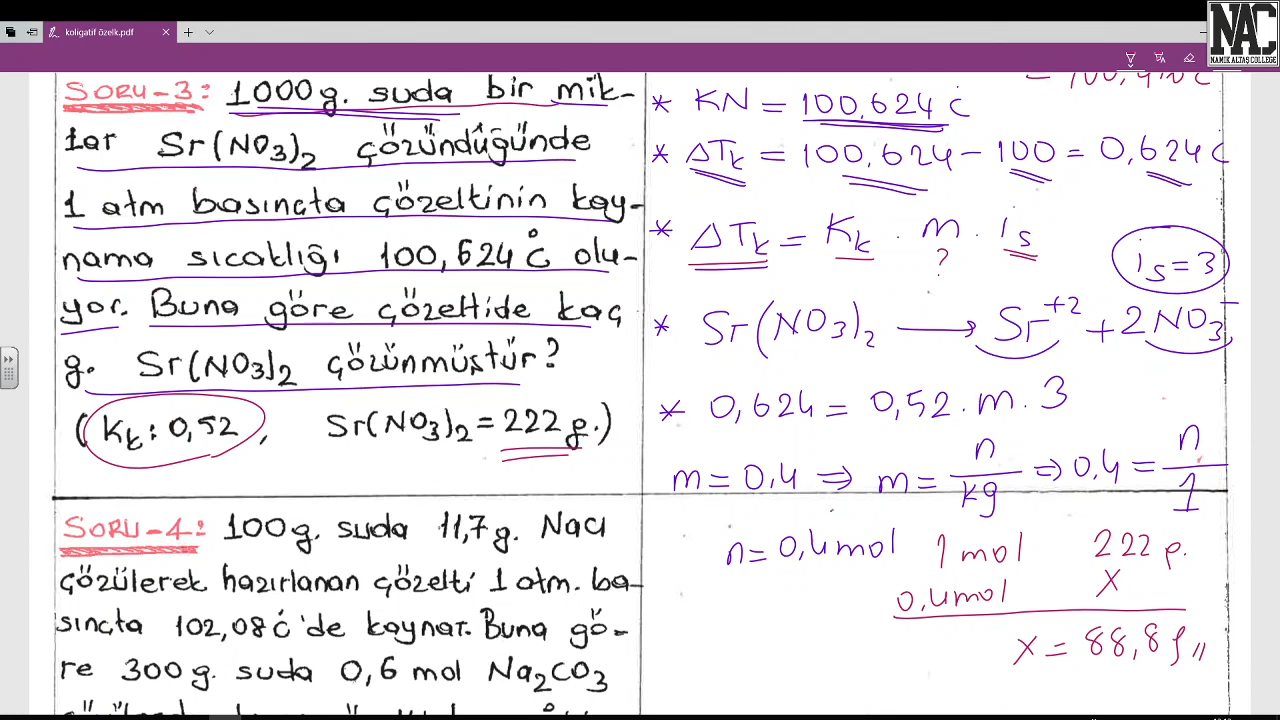 koligatif özelk.pdf
NAC
NAMIK ALTAŞ COLLEGE
SORU-3: 1000 g. suda bir mik-
tar Sr(NO3)2 çözündüğünde
1 atm basınçta çözeltinin kay-
nama sıcaklığı 100,624 °C olu-
yor. Buna göre çözeltide kaç
g. Sr(NO3)2 çözünmüştür?
(Kk: 0,52, Sr(NO3)2 = 222 g.)
SORU-4: 100 g. suda 11,7 g. NaCl
çözülerek hazırlanan çözelti 1 atm. ba-
sınçta 102,08 °C'de kaynar. Buna gö-
re 300 g. suda 0,6 mol Na2CO3
* KN = 100,624 °C
* ΔTk = 100,624 - 100 = 0,624 °C
* ΔTk = Kk . m . is
?
is = 3
* Sr(NO3)2 → Sr+2 + 2NO3-
* 0,624 = 0,52 . m . 3
m = 0,4 ⇒ m = n/kg ⇒ 0,4 = n/1
n = 0,4 mol
1 mol 222 g.
0,4 mol X
X = 88,8 g